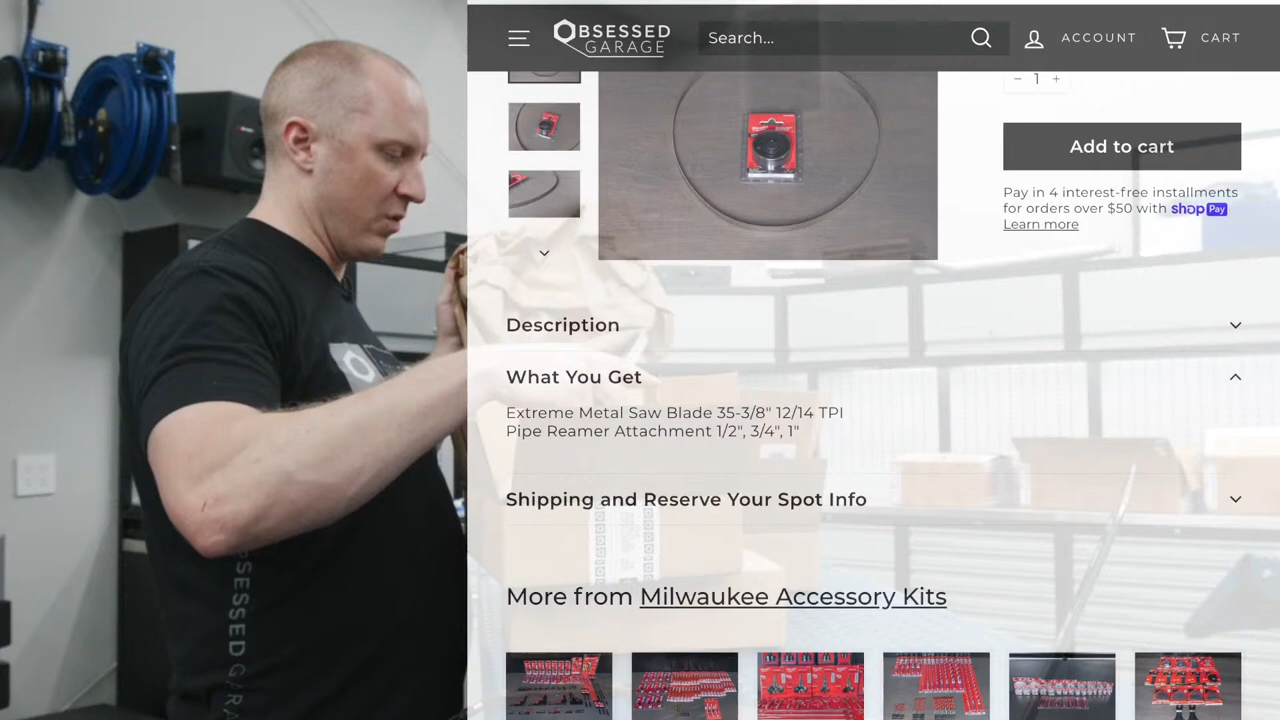 OBSESSED
GARAGE
Search...
ACCOUNT
CART
− 1 +
Add to cart
Pay in 4 interest-free installments
for orders over $50 with shop Pay
Learn more
Description
What You Get
Extreme Metal Saw Blade 35-3/8" 12/14 TPI
Pipe Reamer Attachment 1/2", 3/4", 1"
Shipping and Reserve Your Spot Info
More from Milwaukee Accessory Kits